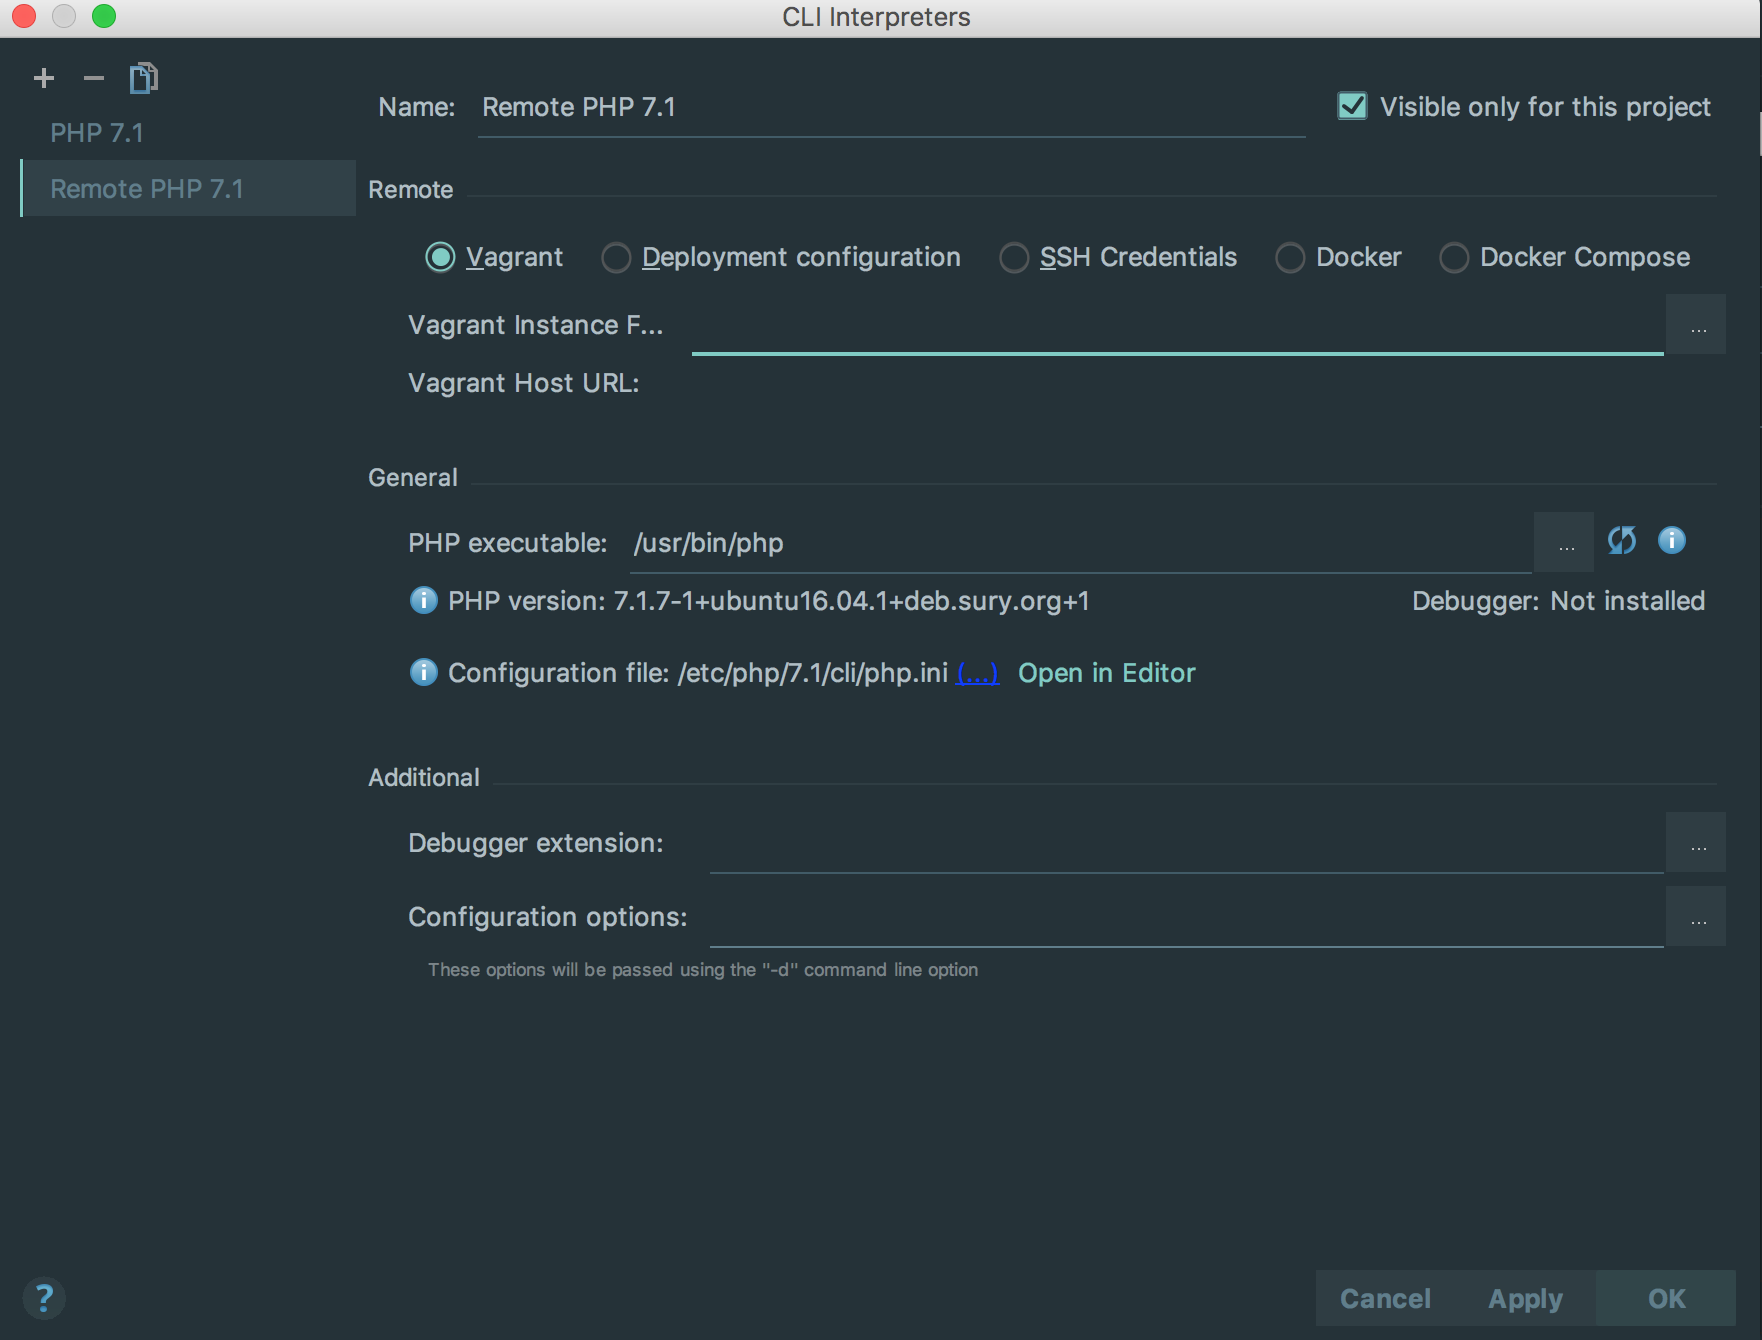 CLI Interpreters
PHP 7.1
Remote PHP 7.1
Name: Remote PHP 7.1 Visible only for this project
Remote
Vagrant Deployment configuration SSH Credentials Docker Docker Compose
Vagrant Instance F... ...
Vagrant Host URL:
General
PHP executable: /usr/bin/php ...
PHP version: 7.1.7-1+ubuntu16.04.1+deb.sury.org+1 Debugger: Not installed
Configuration file: /etc/php/7.1/cli/php.ini (...) Open in Editor
Additional
Debugger extension: ...
Configuration options: ...
These options will be passed using the "-d" command line option
? Cancel Apply OK